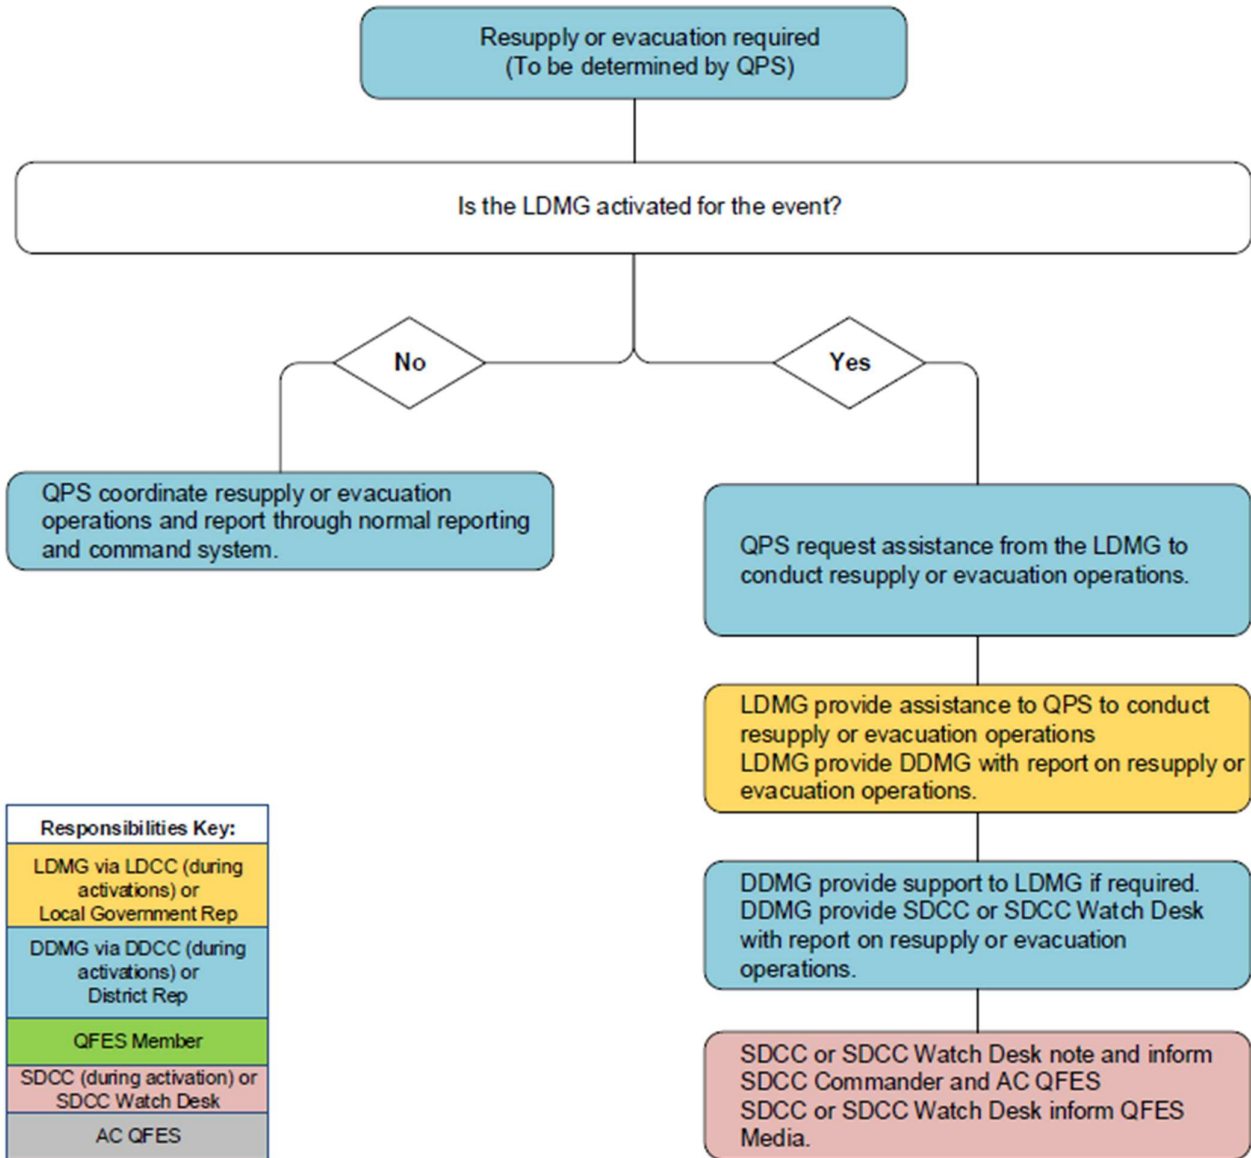 Resupply or evacuation required
(To be determined by QPS)
Is the LDMG activated for the event?
No
Yes
QPS coordinate resupply or evacuation
operations and report through normal reporting
and command system.
QPS request assistance from the LDMG to
conduct resupply or evacuation operations.
LDMG provide assistance to QPS to conduct
resupply or evacuation operations
LDMG provide DDMG with report on resupply or
evacuation operations.
DDMG provide support to LDMG if required.
DDMG provide SDCC or SDCC Watch Desk
with report on resupply or evacuation
operations.
SDCC or SDCC Watch Desk note and inform
SDCC Commander and AC QFES
SDCC or SDCC Watch Desk inform QFES
Media.
Responsibilities Key:
LDMG via LDCC (during
activations) or
Local Government Rep
DDMG via DDCC (during
activations) or
District Rep
QFES Member
SDCC (during activation) or
SDCC Watch Desk
AC QFES